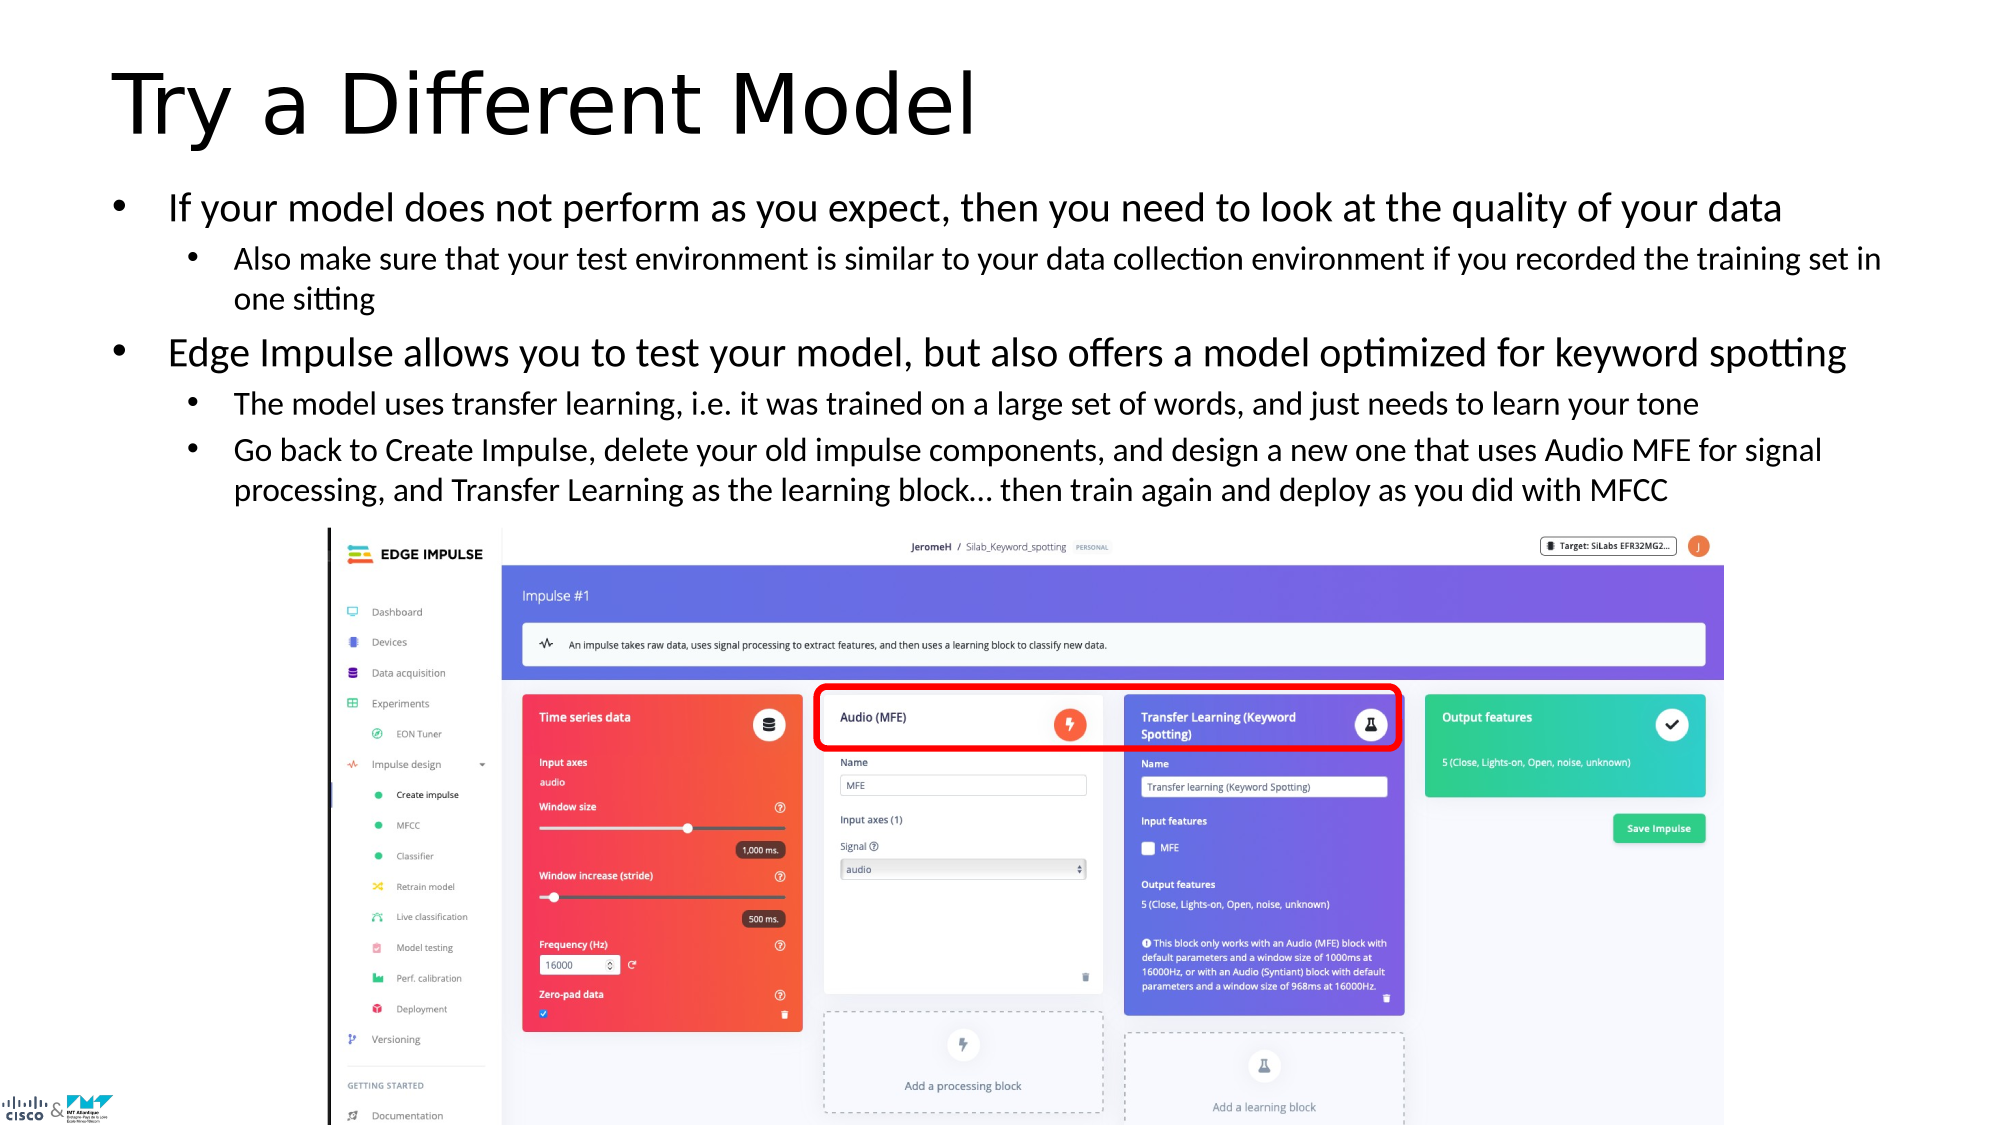 Try a Different Model
• If your model does not perform as you expect, then you need to look at the quality of your data
• Also make sure that your test environment is similar to your data collection environment if you recorded the training set in
one sitting
• Edge Impulse allows you to test your model, but also offers a model optimized for keyword spotting
• The model uses transfer learning, i.e. it was trained on a large set of words, and just needs to learn your tone
• Go back to Create Impulse, delete your old impulse components, and design a new one that uses Audio MFE for signal
processing, and Transfer Learning as the learning block... then train again and deploy as you did with MFCC
EDGE IMPULSE
JeromeH / Silab_Keyword_spotting PERSONAL
Target: SiLabs EFR32MG2...
J
Dashboard
Devices
Data acquisition
Experiments
EON Tuner
Impulse design
Create impulse
MFCC
Classifier
Retrain model
Live classification
Model testing
Perf. calibration
Deployment
Versioning
GETTING STARTED
Documentation
Impulse #1
An impulse takes raw data, uses signal processing to extract features, and then uses a learning block to classify new data.
Time series data
Input axes
audio
Window size
1,000 ms.
Window increase (stride)
500 ms.
Frequency (Hz)
16000
Zero-pad data
Audio (MFE)
Name
MFE
Input axes (1)
Signal
audio
Add a processing block
Transfer Learning (Keyword
Spotting)
Name
Transfer learning (Keyword Spotting)
Input features
MFE
Output features
5 (Close, Lights-on, Open, noise, unknown)
This block only works with an Audio (MFE) block with
default parameters and a window size of 1000ms at
16000Hz, or with an Audio (Syntiant) block with default
parameters and a window size of 968ms at 16000Hz.
Add a learning block
Output features
5 (Close, Lights-on, Open, noise, unknown)
Save Impulse
CISCO &
IMT Atlantique